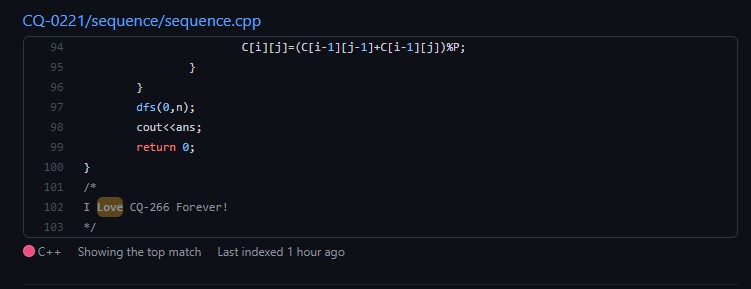 CQ-0221/sequence/sequence.cpp
94 C[i][j]=(C[i-1][j-1]+C[i-1][j])%P;
95 }
96 }
97 dfs(0,n);
98 cout<<ans;
99 return 0;
100 }
101 /*
102 I Love CQ-266 Forever!
103 */
C++ Showing the top match Last indexed 1 hour ago